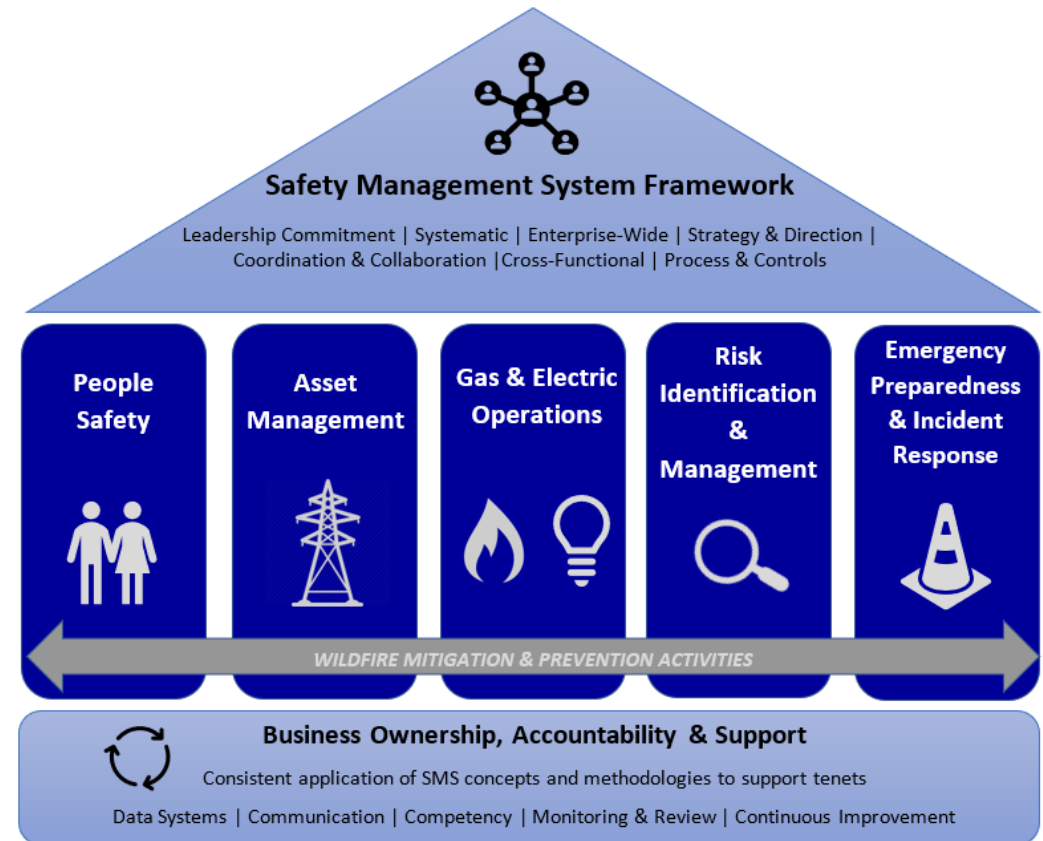 Safety Management System Framework
Leadership Commitment | Systematic | Enterprise-Wide | Strategy & Direction |
Coordination & Collaboration |Cross-Functional | Process & Controls
People
Safety
Asset
Management
Gas & Electric
Operations
Risk
Identification
&
Management
Emergency
Preparedness
& Incident
Response
WILDFIRE MITIGATION & PREVENTION ACTIVITIES
Business Ownership, Accountability & Support
Consistent application of SMS concepts and methodologies to support tenets
Data Systems | Communication | Competency | Monitoring & Review | Continuous Improvement